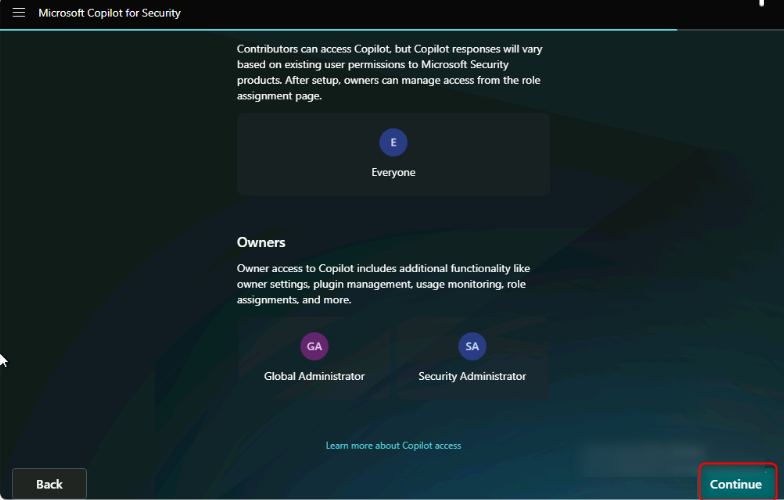 Microsoft Copilot for Security
Contributors can access Copilot, but Copilot responses will vary
based on existing user permissions to Microsoft Security
products. After setup, owners can manage access from the role
assignment page.
E
Everyone
Owners
Owner access to Copilot includes additional functionality like
owner settings, plugin management, usage monitoring, role
assignments, and more.
GA
SA
Global Administrator
Security Administrator
Learn more about Copilot access
Back
Continue